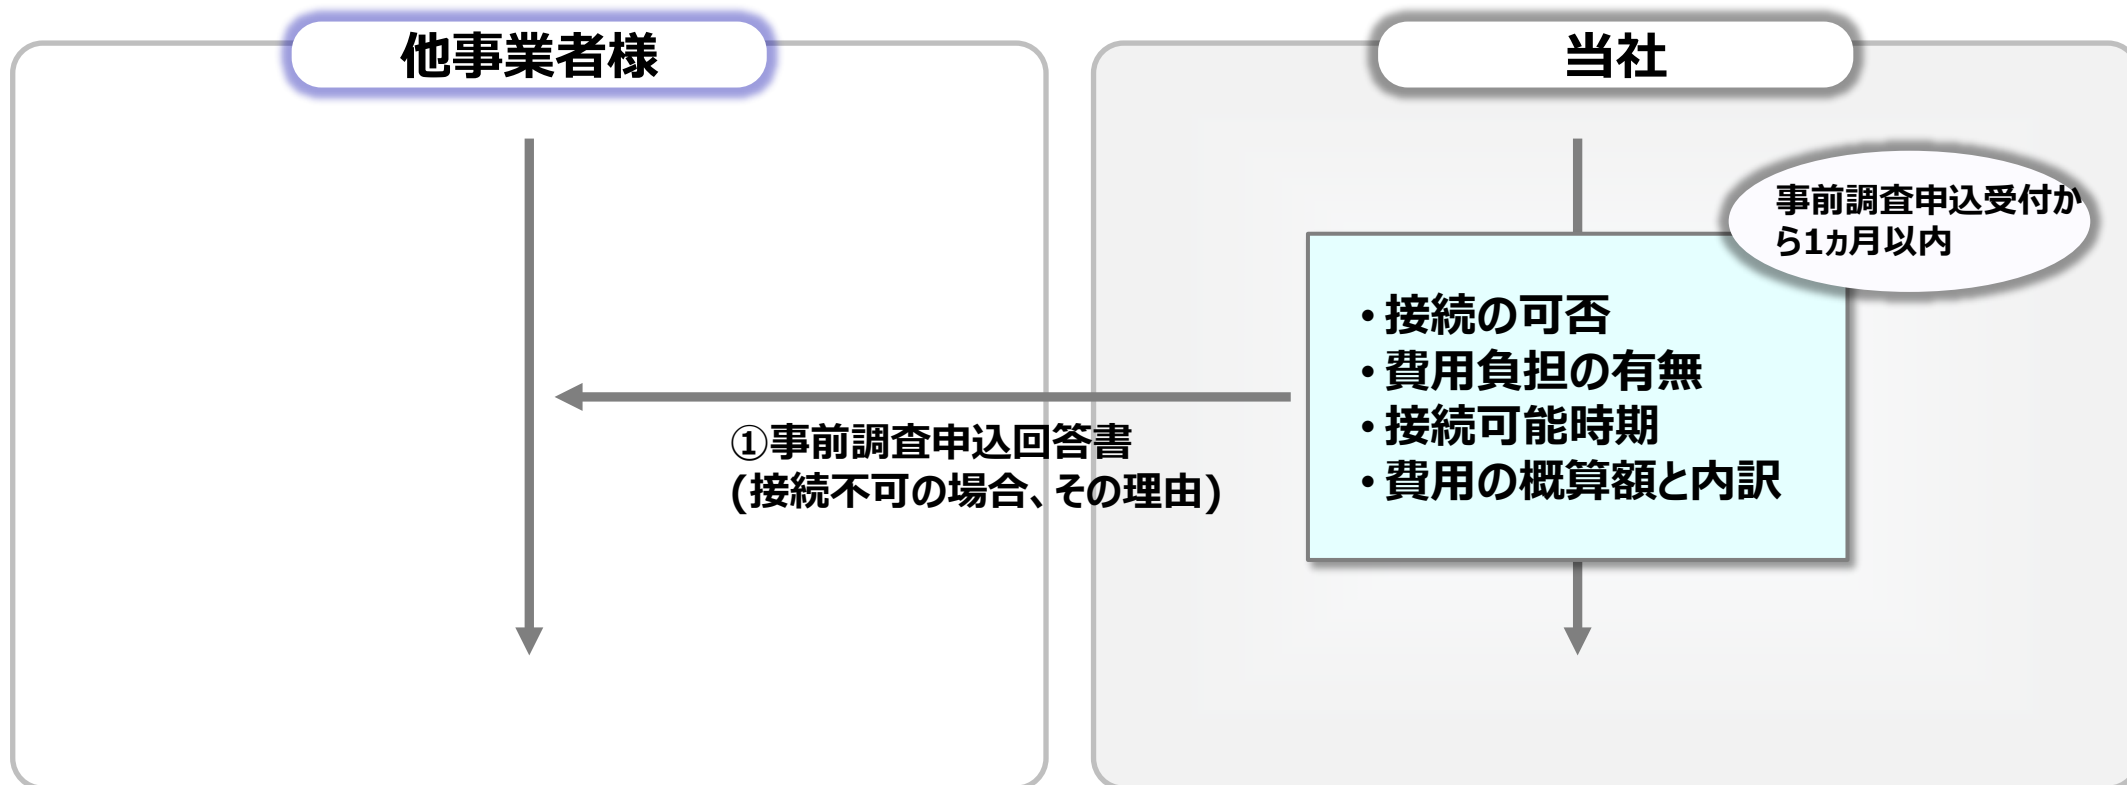 他事業者様
当社
事前調査申込受付か
ら1ヵ月以内
・接続の可否
・費用負担の有無
・接続可能時期
・費用の概算額と内訳
①事前調査申込回答書
(接続不可の場合、その理由)